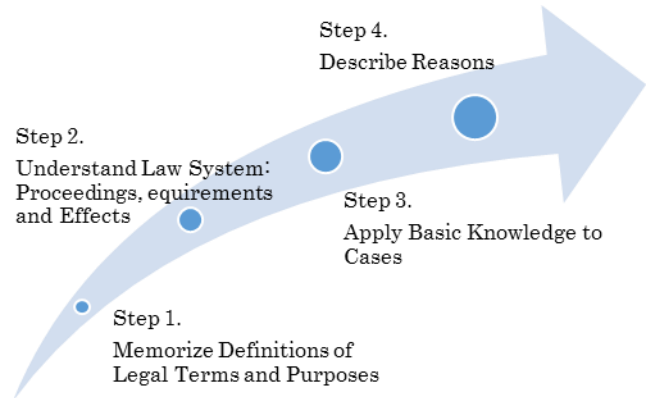 Step 4.
Describe Reasons
Step 2.
Understand Law System:
Proceedings, equirements
and Effects
Step 3.
Apply Basic Knowledge to
Cases
Step 1.
Memorize Definitions of
Legal Terms and Purposes